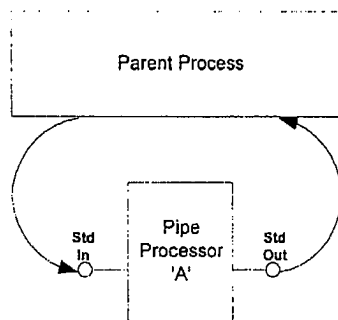 Parent Process
Std
In
Pipe
Processor
'A'
Std
Out